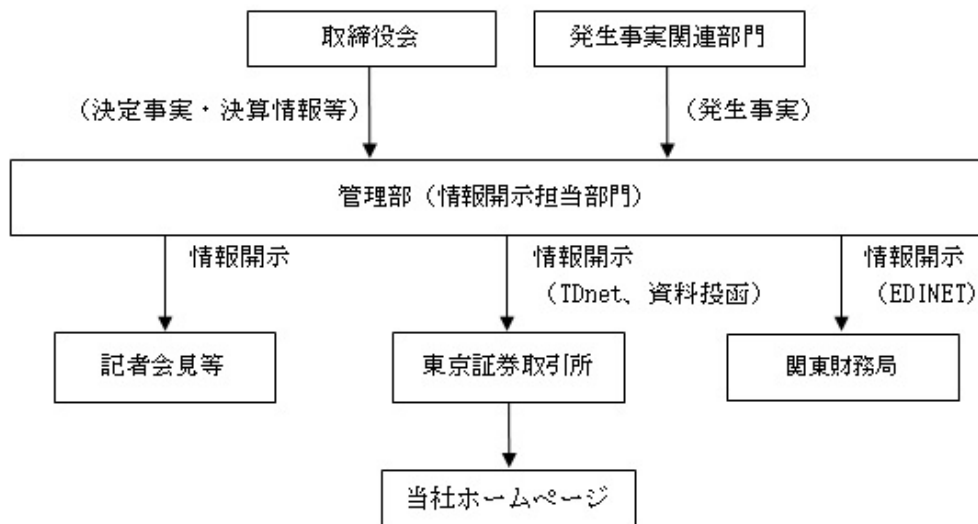 取締役会
発生事実関連部門
(決定事実・決算情報等)
(発生事実)
管理部(情報開示担当部門)
情報開示
情報開示
(TDnet、資料投函)
情報開示
(EDINET)
記者会見等
東京証券取引所
関東財務局
当社ホームページ